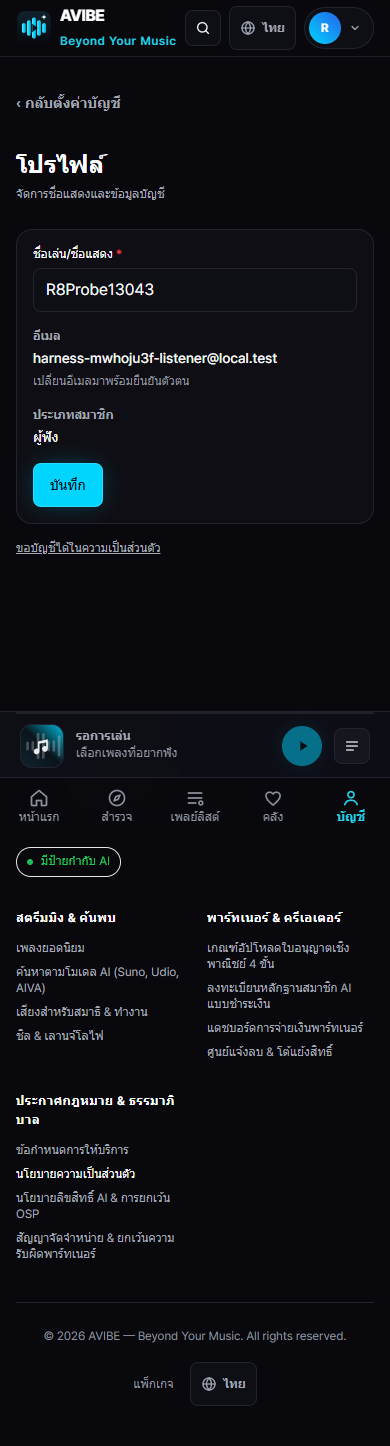 AVIBE
Beyond Your Music
ไทย
R
‹ กลับตั้งค่าบัญชี
โปรไฟล์
จัดการชื่อแสดงและข้อมูลบัญชี
ชื่อเล่น/ชื่อแสดง *
R8Probe13043
อีเมล
harness-mwhoju3f-listener@local.test
เปลี่ยนอีเมลมาพร้อมยืนยันตัวตน
ประเภทสมาชิก
ผู้ฟัง
บันทึก
ขอบัญชีได้ในความเป็นส่วนตัว
รอการเล่น
เลือกเพลงที่อยากฟัง
หน้าแรก
สำรวจ
เพลย์ลิสต์
คลัง
บัญชี
มีป้ายกำกับ AI
สตรีมมิง & ค้นพบ
เพลงยอดนิยม
ค้นหาตามโมเดล AI (Suno, Udio,
AIVA)
เสียงสำหรับสมาธิ & ทำงาน
ชิล & เลานจ์โลไฟ
พาร์ทเนอร์ & ครีเอเตอร์
เกณฑ์อัปโหลดใบอนุญาตเชิง
พาณิชย์ 4 ขั้น
ลงทะเบียนหลักฐานสมาชิก AI
แบบชำระเงิน
แดชบอร์ดการจ่ายเงินพาร์ทเนอร์
ศูนย์แจ้งลบ & โต้แย้งสิทธิ์
ประกาศกฎหมาย & ธรรมาภิ
บาล
ข้อกำหนดการให้บริการ
นโยบายความเป็นส่วนตัว
นโยบายลิขสิทธิ์ AI & การยกเว้น
OSP
สัญญาจัดจำหน่าย & ยกเว้นความ
รับผิดพาร์ทเนอร์
© 2026 AVIBE — Beyond Your Music. All rights reserved.
แพ็กเกจ
ไทย